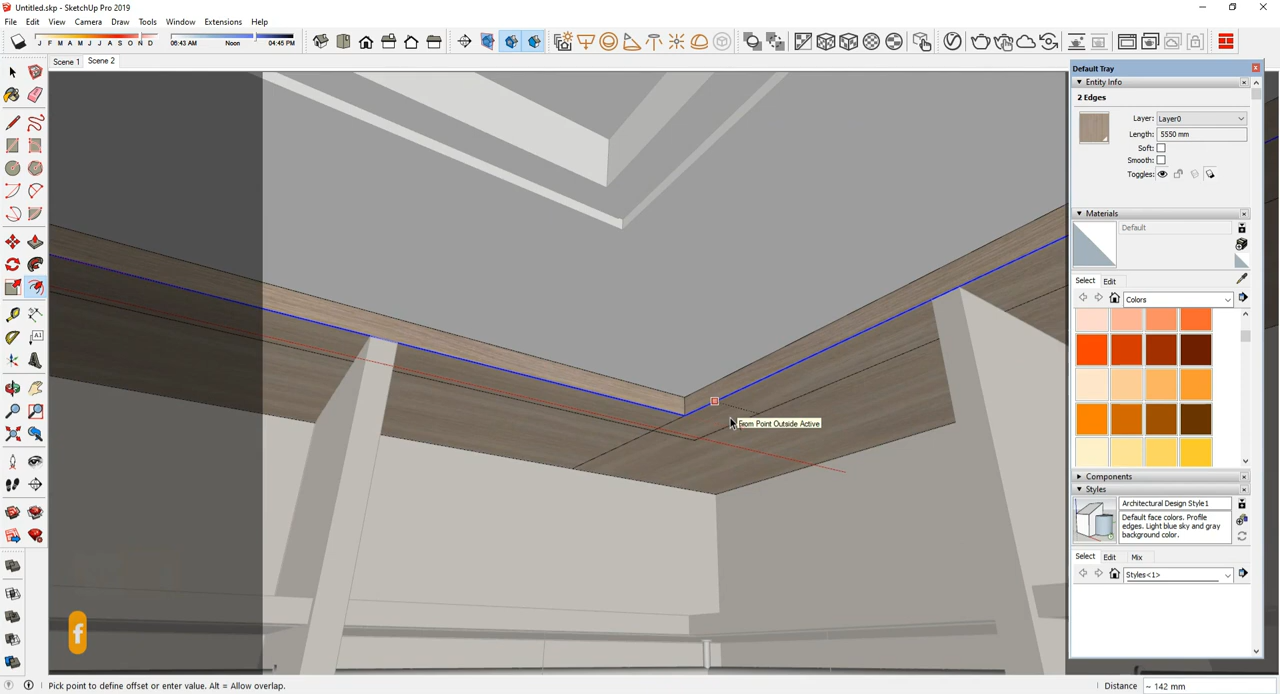 Untitled.skp - SketchUp Pro 2019
File Edit View Camera Draw Tools Window Extensions Help
J F M A M J J A S O N D
06:43 AM Noon 04:45 PM
Scene 1 Scene 2
Default Tray
Entity Info
2 Edges
Layer: Layer0
Length: 5550 mm
Soft:
Smooth:
Toggles:
Materials
Default
Select Edit
Colors
Components
Styles
Architectural Design Style1
Default face colors. Profile
edges. Light blue sky and gray
background color.
Select Edit Mix
Styles<1>
From Point Outside Active
f
Pick point to define offset or enter value. Alt = Allow overlap.
Distance ~ 142 mm